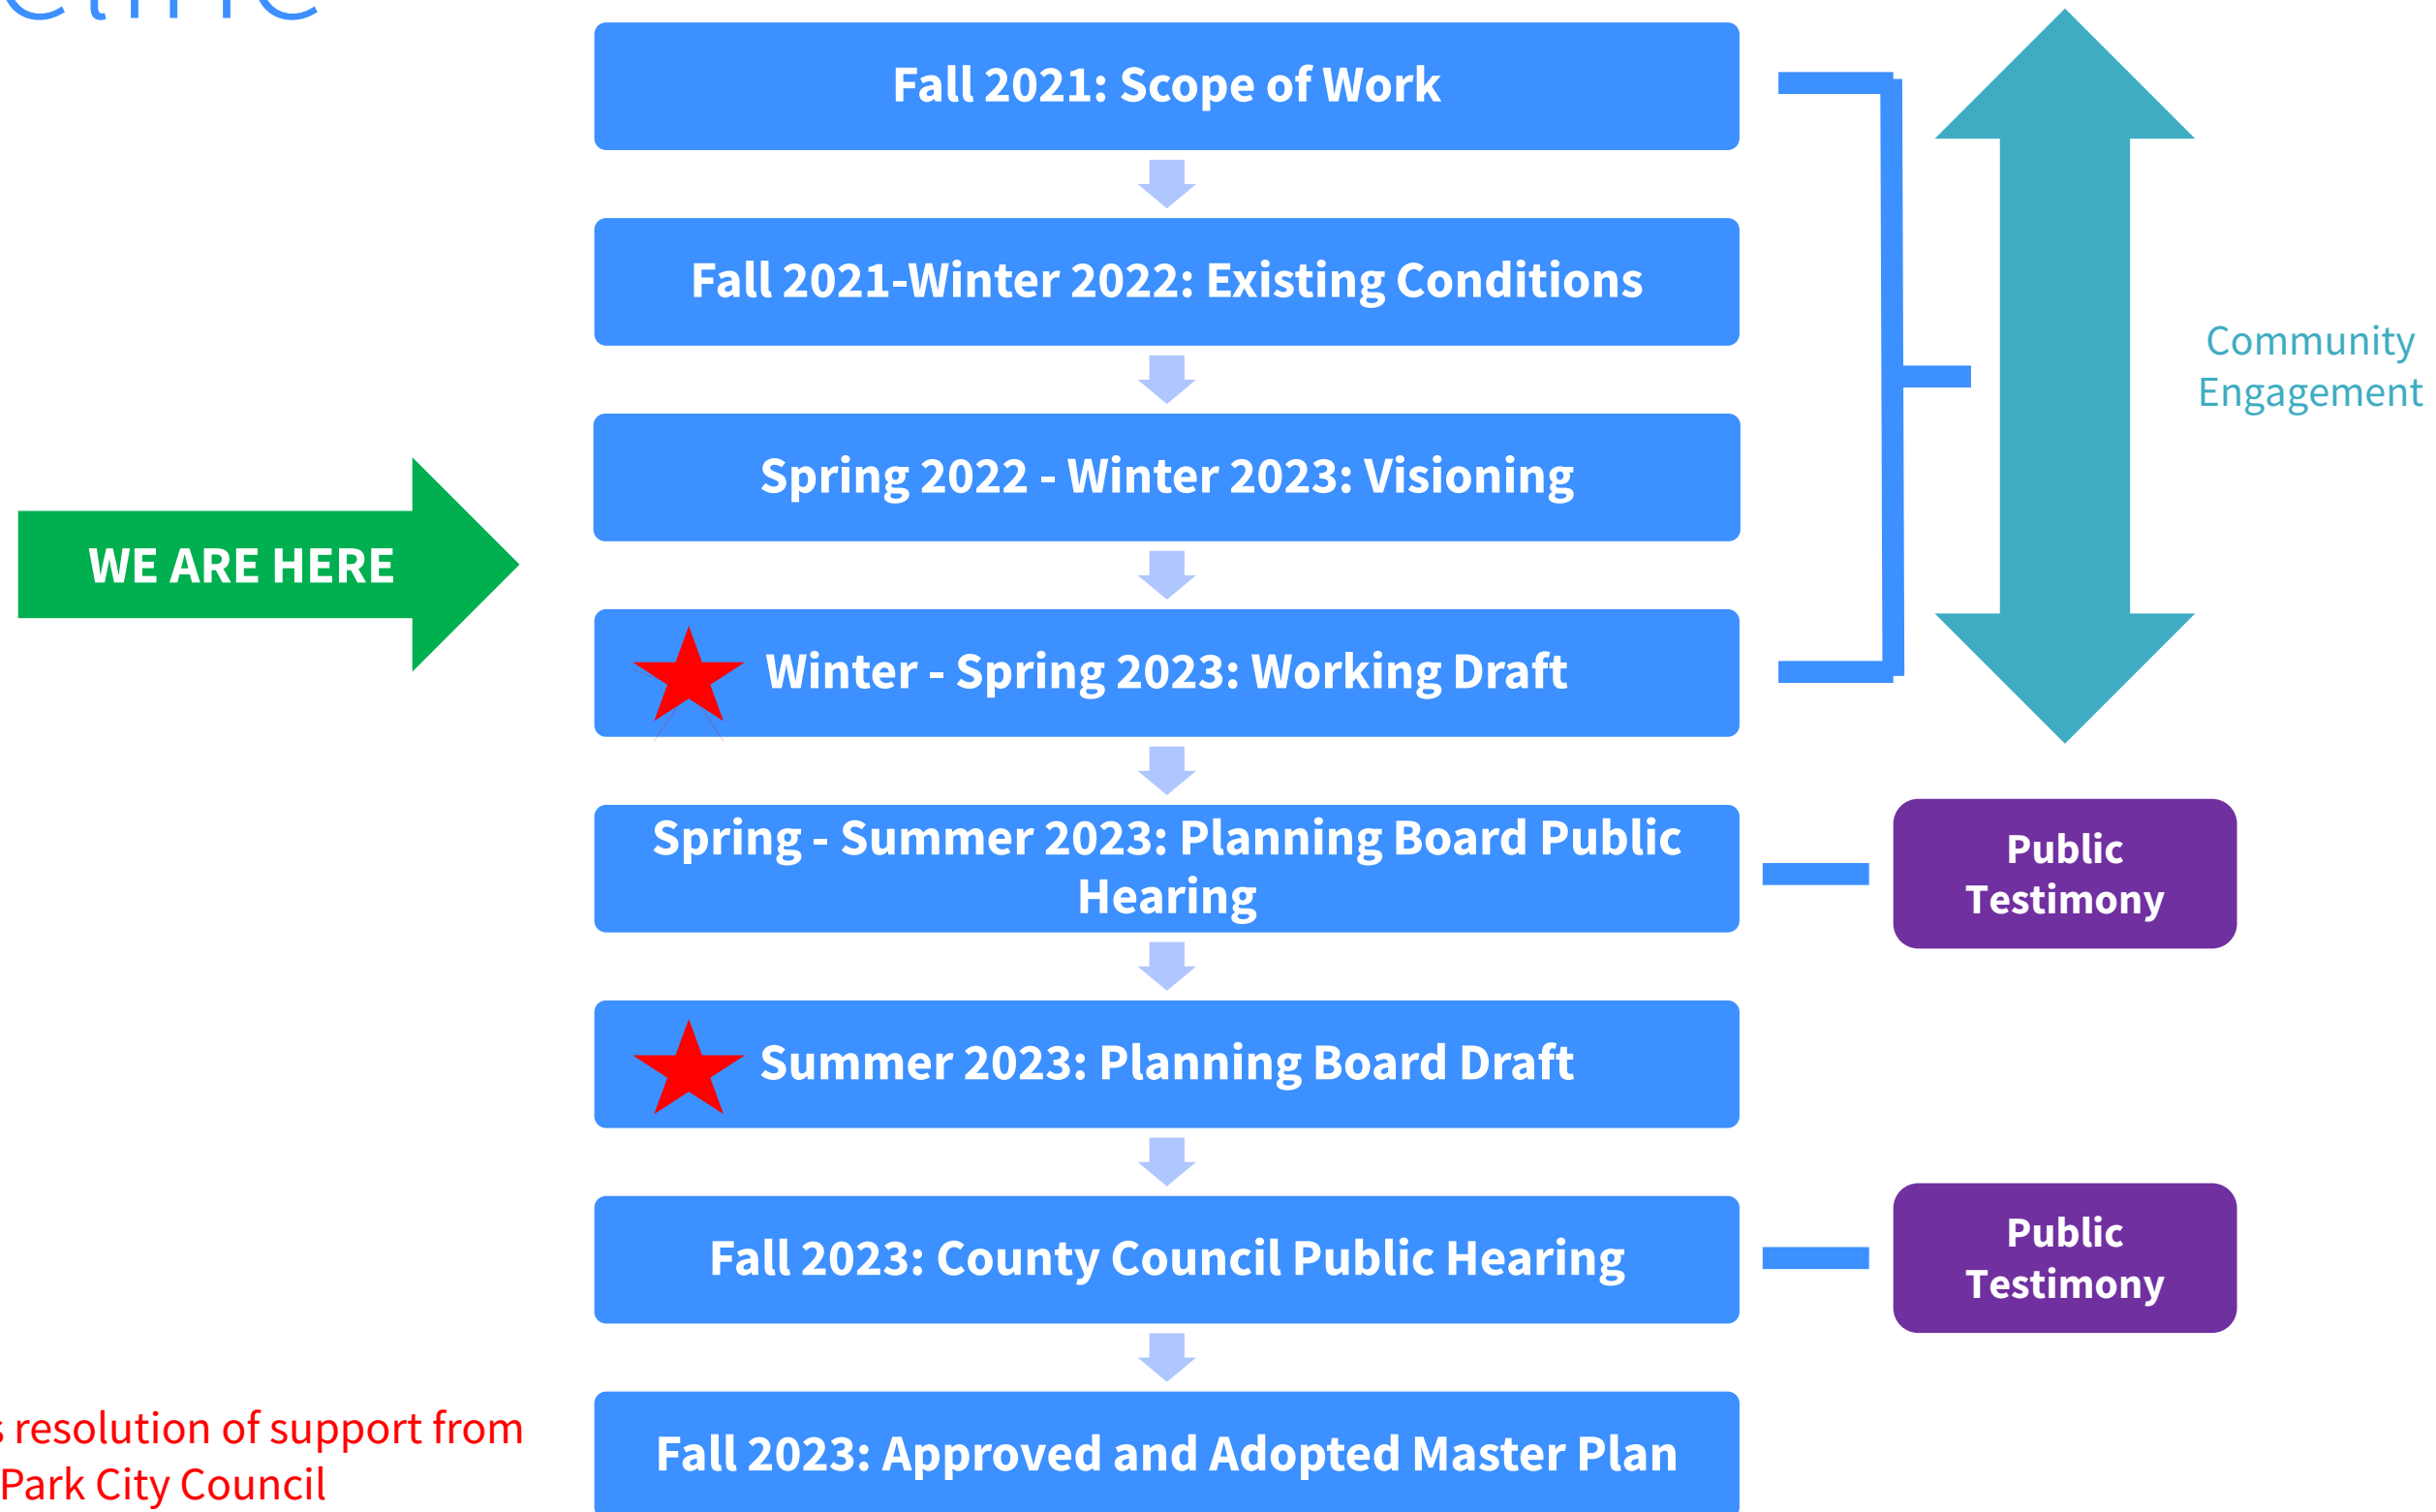 Fall 2021: Scope of Work
Fall 2021-Winter 2022: Existing Conditions
Community
Engagement
Spring 2022 - Winter 2023: Visioning
WE ARE HERE
Winter - Spring 2023: Working Draft
Spring - Summer 2023: Planning Board Public
Hearing
Public
Testimony
Summer 2023: Planning Board Draft
Fall 2023: County Council Public Hearing
Public
Testimony
Fall 2023: Approved and Adopted Master Plan
resolution of support from
Park City Council